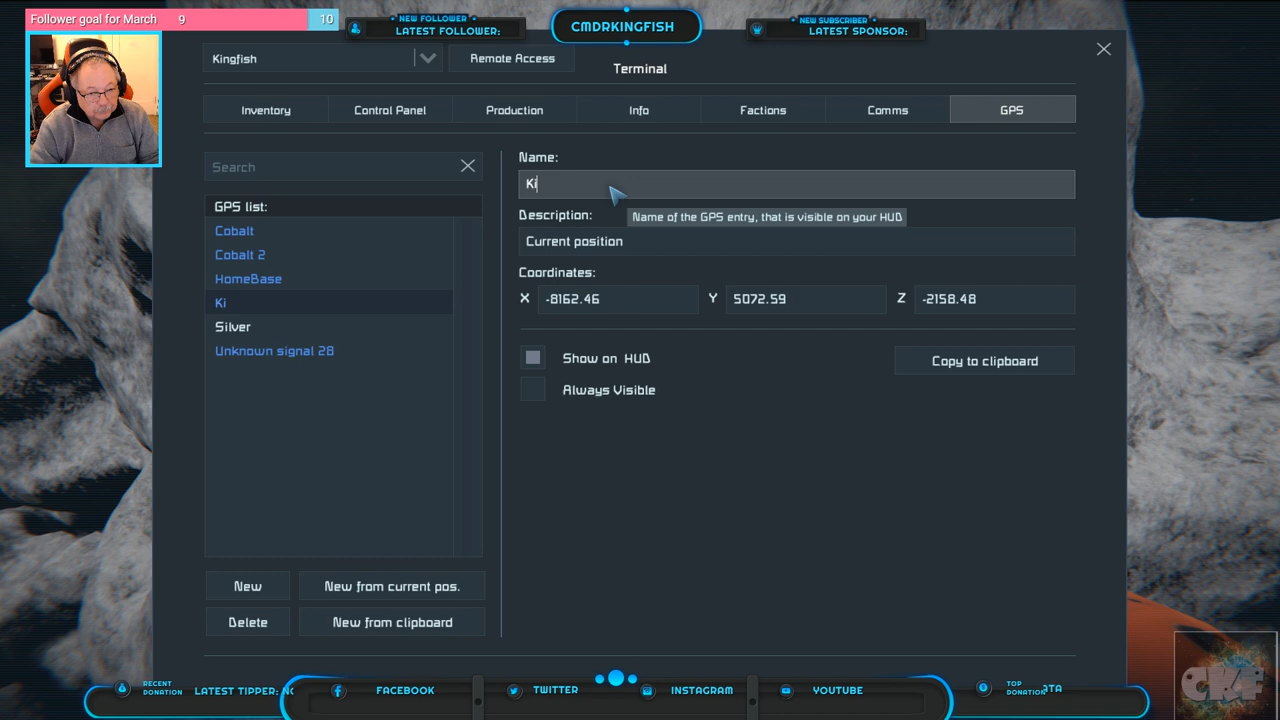 Follower goal for March 9 10
NEW FOLLOWER
LATEST FOLLOWER:
CMDRKINGFISH
NEW SUBSCRIBER
LATEST SPONSOR:
Kingfish
Remote Access
Terminal
Inventory
Control Panel
Production
Info
Factions
Comms
GPS
Search
GPS list:
Cobalt
Cobalt 2
HomeBase
Ki
Silver
Unknown signal 28
New
New from current pos.
Delete
New from clipboard
Name:
Ki
Name of the GPS entry, that is visible on your HUD
Description:
Current position
Coordinates:
X -8162.46 Y 5072.59 Z -2158.48
Show on HUD
Copy to clipboard
Always Visible
RECENT DONATION
LATEST TIPPER:
FACEBOOK
TWITTER
INSTAGRAM
YOUTUBE
TOP DONATION
CKF